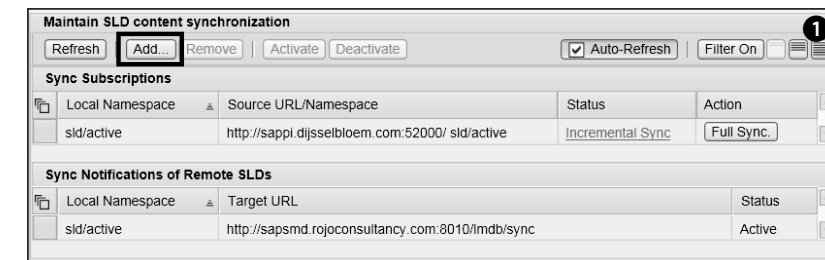 Maintain SLD content synchronization
1
Refresh Add... Remove Activate Deactivate Auto-Refresh Filter On
Sync Subscriptions
Local Namespace Source URL/Namespace Status Action
sld/active http://sappi.dijsselbloem.com:52000/ sld/active Incremental Sync Full Sync.
Sync Notifications of Remote SLDs
Local Namespace Target URL Status
sld/active http://sapsmd.rojoconsultancy.com:8010/lmdb/sync Active